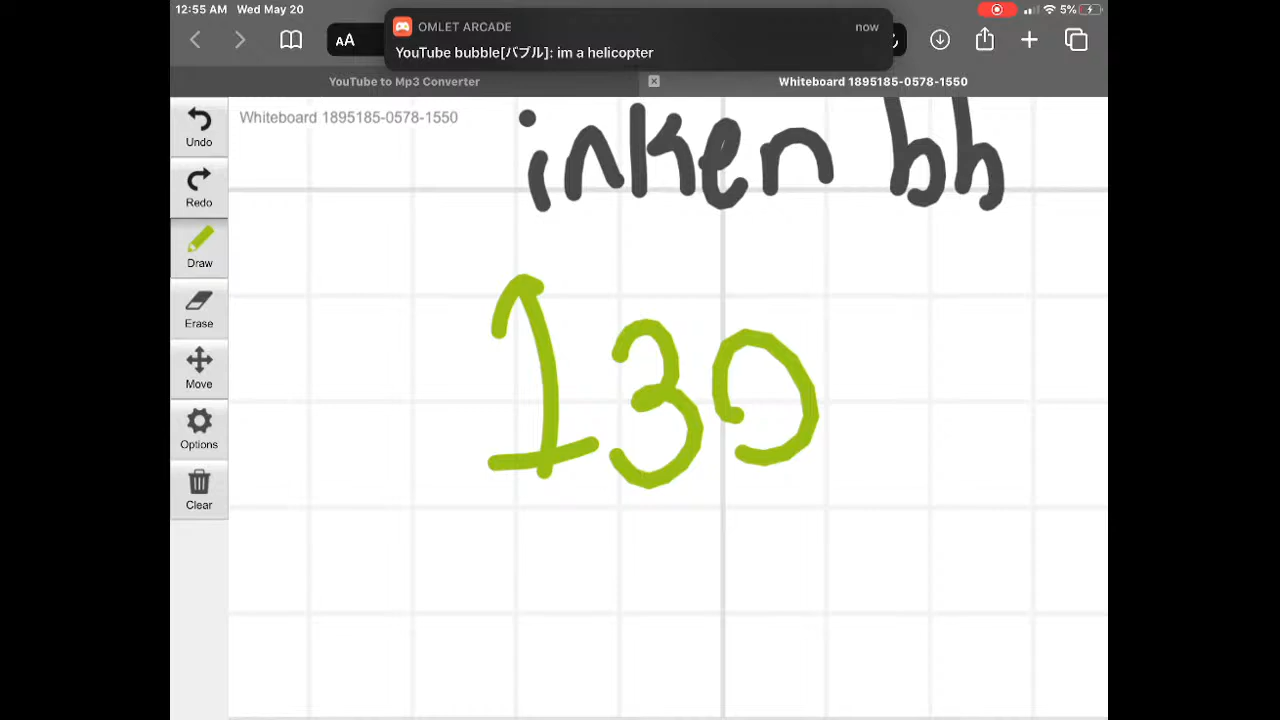 12:55 AM Wed May 20
5%
OMLET ARCADE
now
YouTube bubble[バブル]: im a helicopter
AA
YouTube to Mp3 Converter
Whiteboard 1895185-0578-1550
Whiteboard 1895185-0578-1550
inken bh
130
Undo
Redo
Draw
Erase
Move
Options
Clear